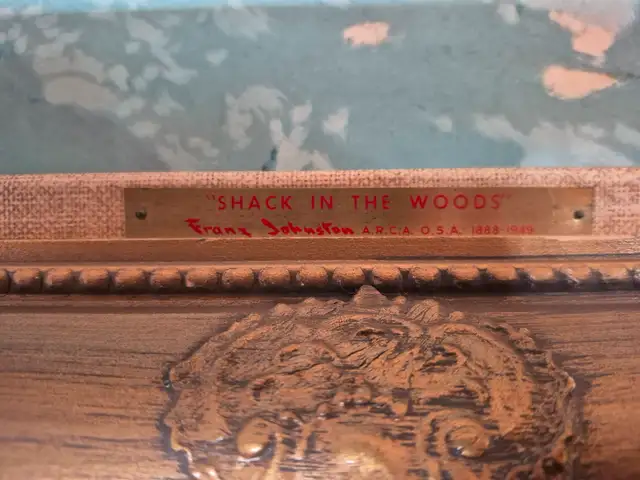 "SHACK IN THE WOODS"
Franz Johnston A.R.C.A. O.S.A. 1888-1949